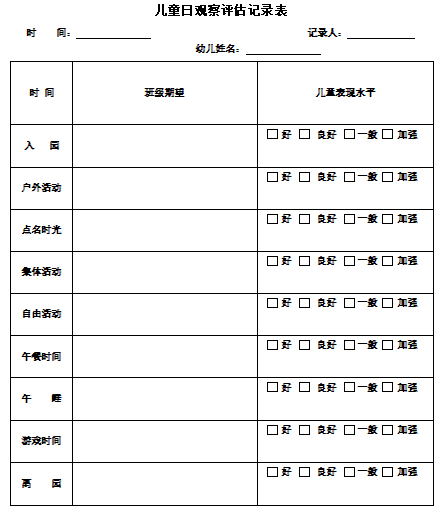 儿童日观察评估记录表
时 间： 记录人：
幼儿姓名：
时 间 班级期望 儿童表现水平
入 园 □ 好 □ 良好 □ 一般 □ 加强
户外活动 □ 好 □ 良好 □ 一般 □ 加强
点名时光 □ 好 □ 良好 □ 一般 □ 加强
集体活动 □ 好 □ 良好 □ 一般 □ 加强
自由活动 □ 好 □ 良好 □ 一般 □ 加强
午餐时间 □ 好 □ 良好 □ 一般 □ 加强
午 睡 □ 好 □ 良好 □ 一般 □ 加强
游戏时间 □ 好 □ 良好 □ 一般 □ 加强
离 园 □ 好 □ 良好 □ 一般 □ 加强